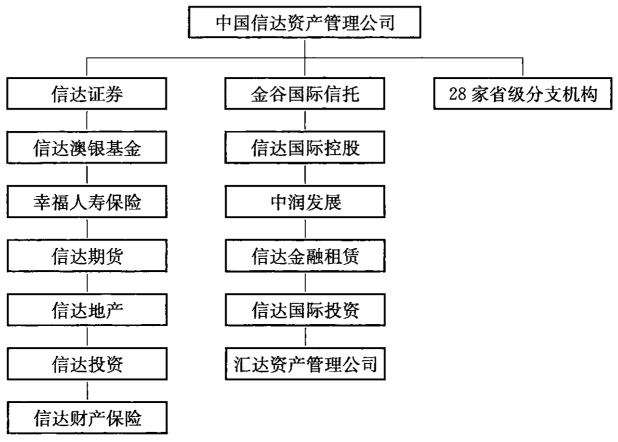 中国信达资产管理公司
信达证券
金谷国际信托
28家省级分支机构
信达澳银基金
信达国际控股
幸福人寿保险
中润发展
信达期货
信达金融租赁
信达地产
信达国际投资
信达投资
汇达资产管理公司
信达财产保险